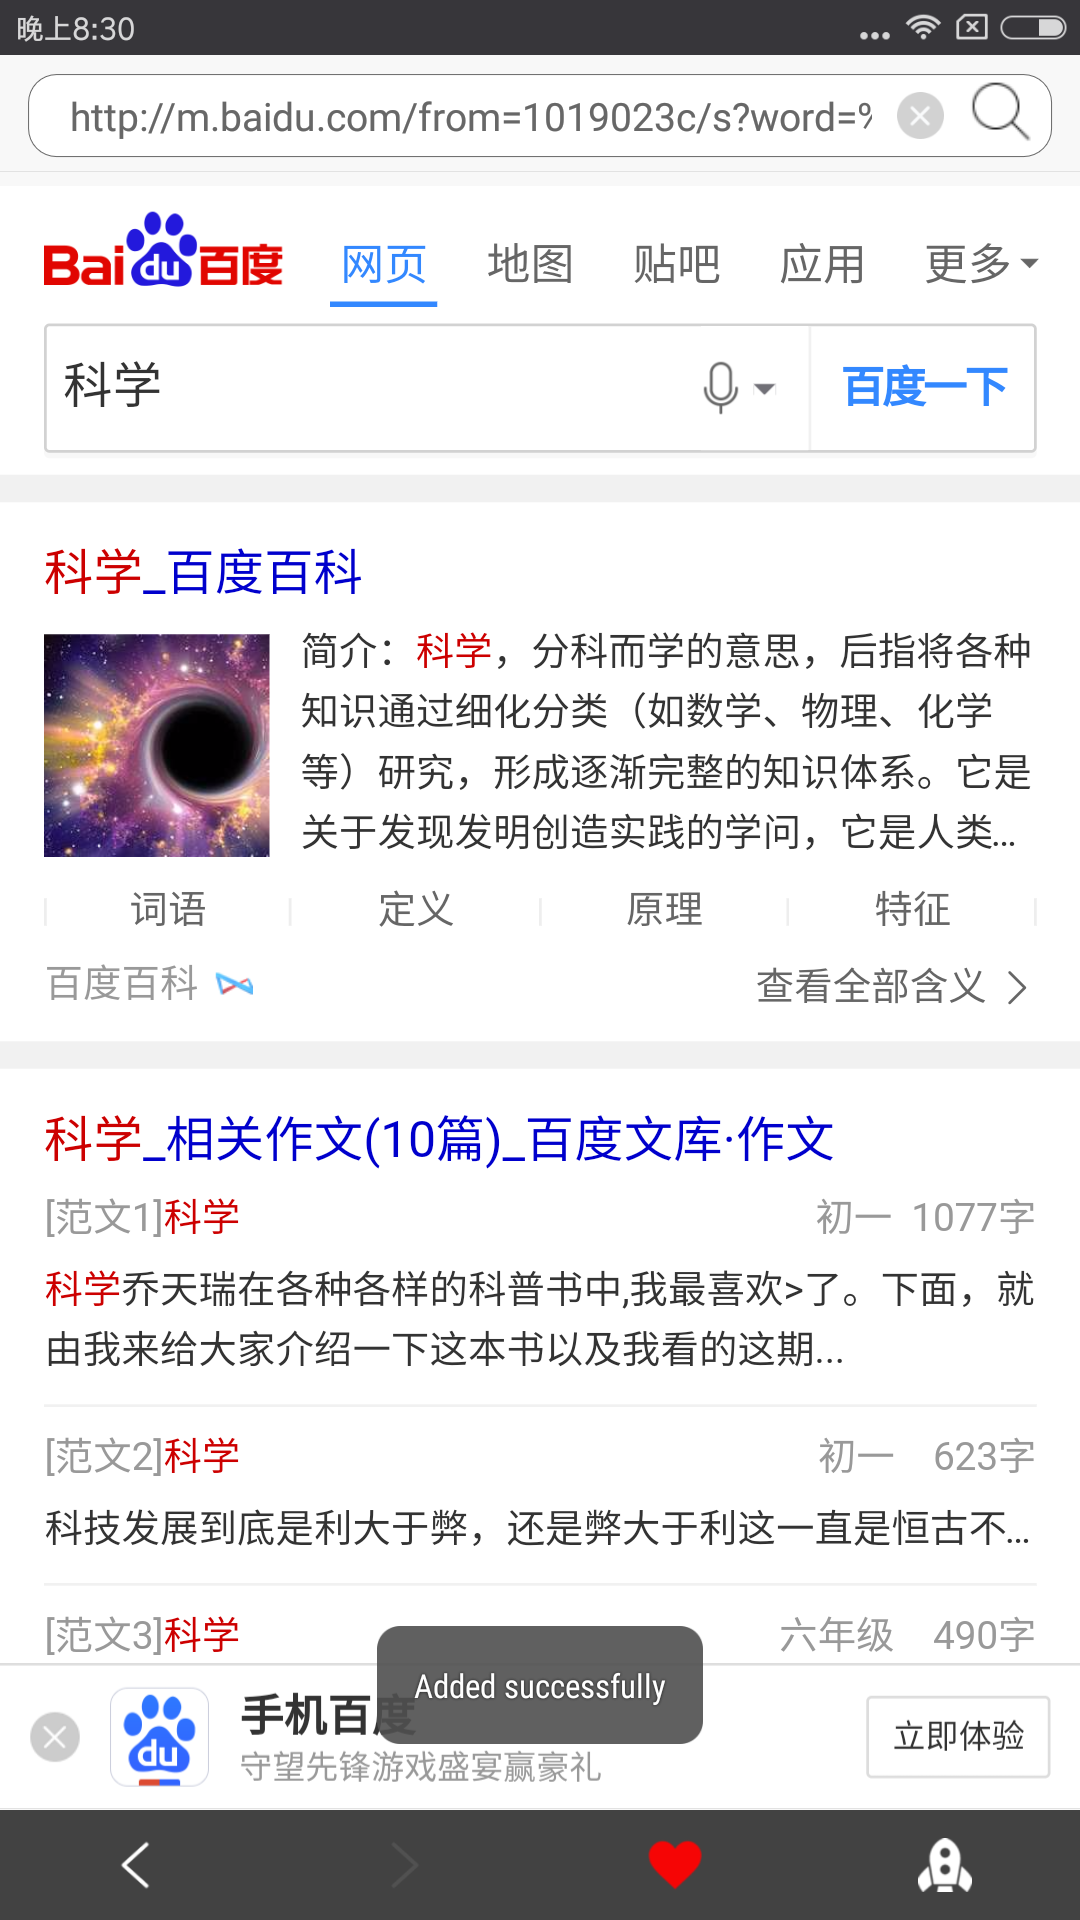 晚上8:30
http://m.baidu.com/from=1019023c/s?word=%
Bai du 百度
网页 地图 贴吧 应用 更多
科学 百度一下
科学_百度百科
简介：科学，分科而学的意思，后指将各种
知识通过细化分类（如数学、物理、化学
等）研究，形成逐渐完整的知识体系。它是
关于发现发明创造实践的学问，它是人类...
词语 定义 原理 特征
百度百科 查看全部含义
科学_相关作文(10篇)_百度文库·作文
[范文1]科学 初一 1077字
科学乔天瑞在各种各样的科普书中,我最喜欢>了。下面，就
由我来给大家介绍一下这本书以及我看的这期...
[范文2]科学 初一 623字
科技发展到底是利大于弊，还是弊大于利这一直是恒古不...
[范文3]科学 六年级 490字
Added successfully
手机百度
du
守望先锋游戏盛宴赢豪礼
立即体验